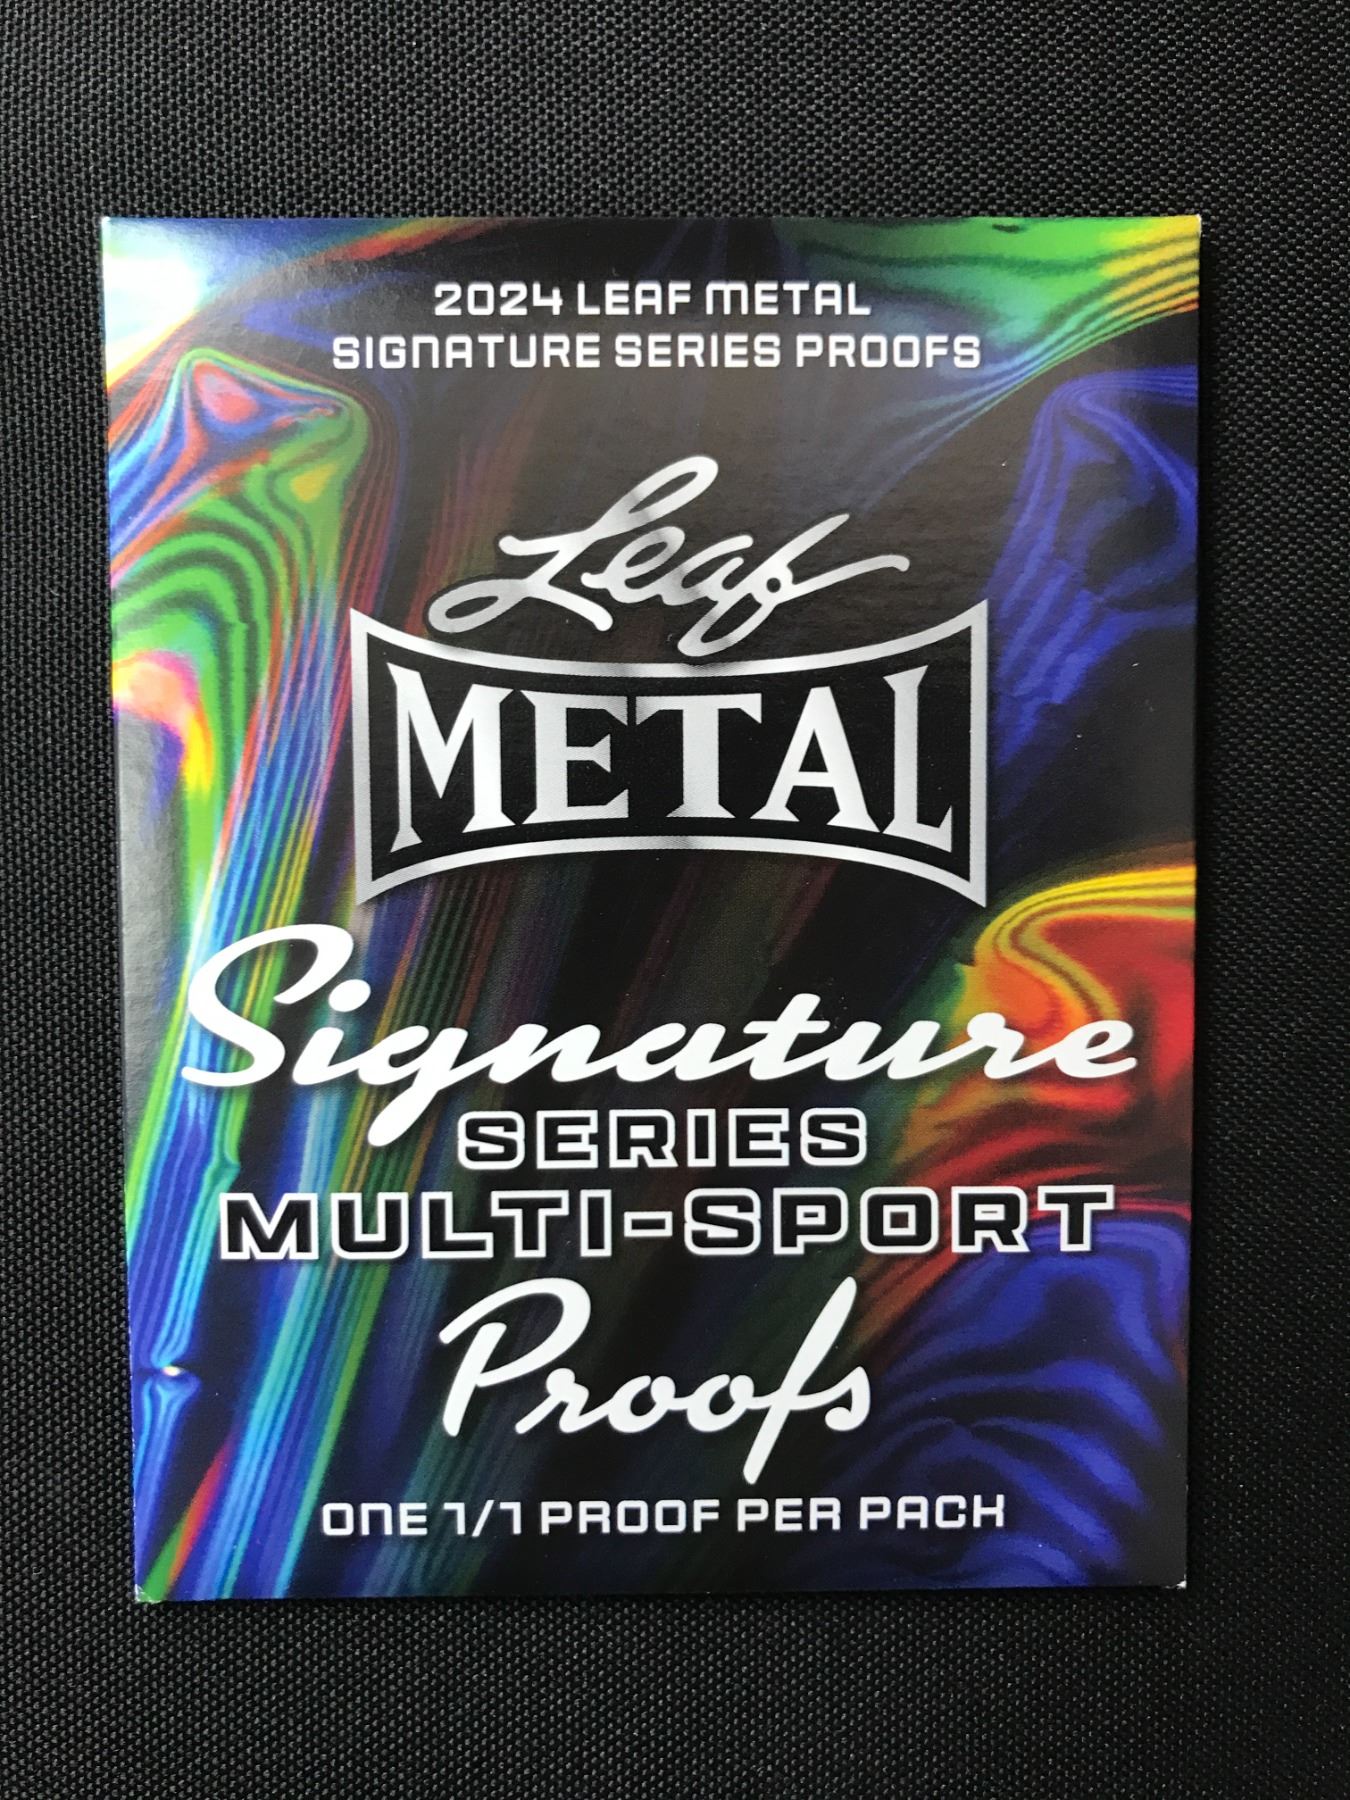 2024 LEAF METAL
SIGNATURE SERIES PROOFS
Leaf
METAL
Signature
SERIES
MULTI-SPORT
Proofs
ONE 1/1 PROOF PER PACK